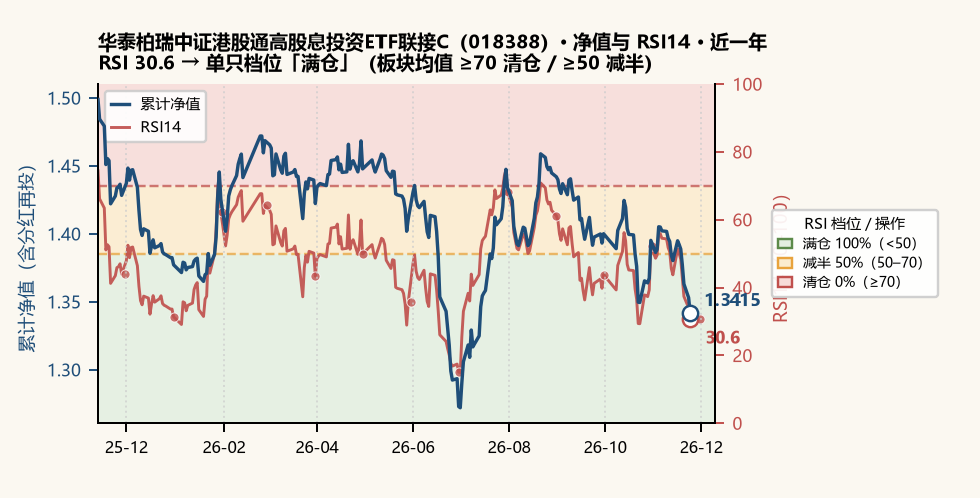 华泰柏瑞中证港股通高股息投资ETF联接C（018388）·净值与 RSI14·近一年
RSI 30.6 → 单只档位「满仓」（板块均值 ≥70 清仓 / ≥50 减半)
累计净值
RSI14
1.50
1.45
1.40
1.35
1.30
累计净值（含分红再投）
100
80
60
40
20
0
RSI
RSI 档位 / 操作
满仓 100%（<50）
减半 50%（50–70）
清仓 0%（≥70）
1.3415
30.6
25-12
26-02
26-04
26-06
26-08
26-10
26-12